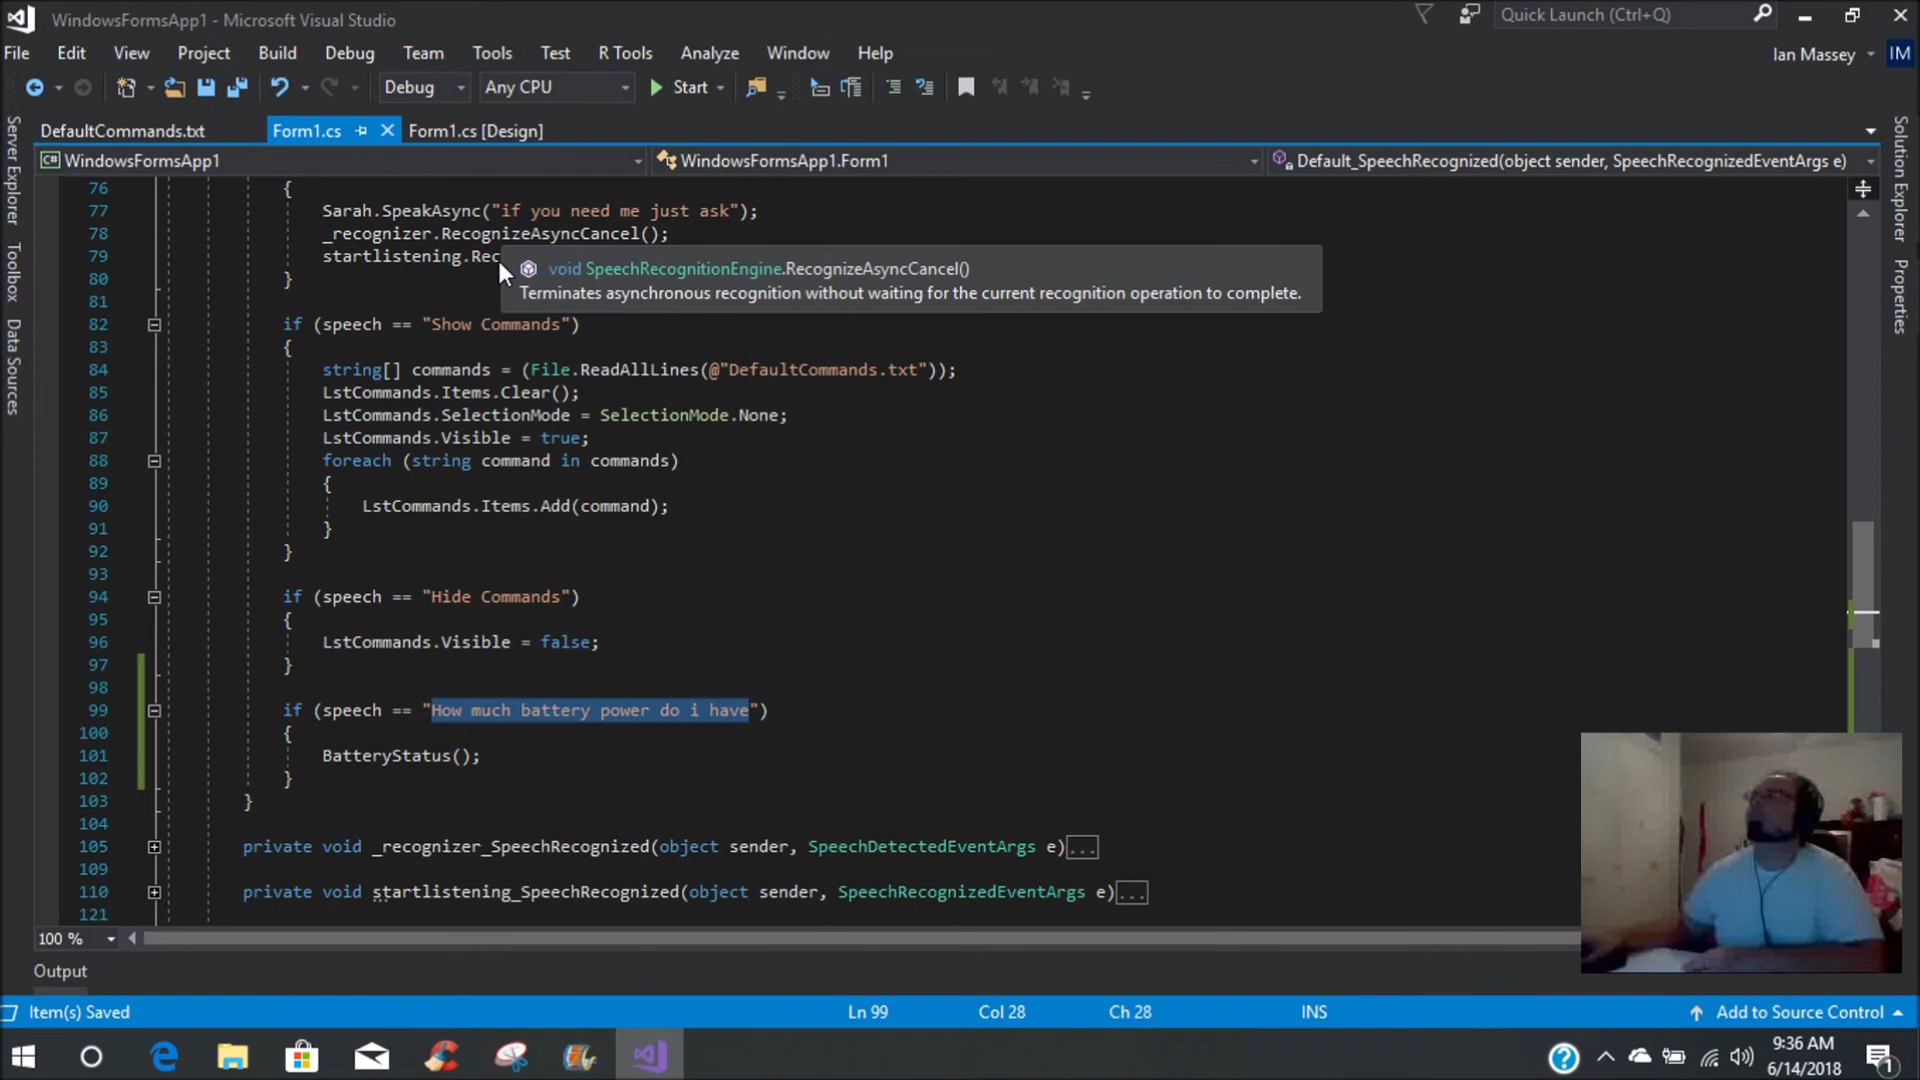 WindowsFormsApp1 - Microsoft Visual Studio
Quick Launch (Ctrl+Q)
File Edit View Project Build Debug Team Tools Test R Tools Analyze Window Help
Ian Massey IM
Debug Any CPU Start
DefaultCommands.txt Form1.cs Form1.cs [Design]
C# WindowsFormsApp1 WindowsFormsApp1.Form1 Default_SpeechRecognized(object sender, SpeechRecognizedEventArgs e)
Server Explorer
Toolbox
Data Sources
Solution Explorer
Properties
76 {
77 Sarah.SpeakAsync("if you need me just ask");
78 _recognizer.RecognizeAsyncCancel();
79 startlistening.Rec
void SpeechRecognitionEngine.RecognizeAsyncCancel()
Terminates asynchronous recognition without waiting for the current recognition operation to complete.
80 }
81
82 if (speech == "Show Commands")
83 {
84 string[] commands = (File.ReadAllLines(@"DefaultCommands.txt"));
85 LstCommands.Items.Clear();
86 LstCommands.SelectionMode = SelectionMode.None;
87 LstCommands.Visible = true;
88 foreach (string command in commands)
89 {
90 LstCommands.Items.Add(command);
91 }
92 }
93
94 if (speech == "Hide Commands")
95 {
96 LstCommands.Visible = false;
97 }
98
99 if (speech == "How much battery power do i have")
100 {
101 BatteryStatus();
102 }
103 }
104
105 private void _recognizer_SpeechRecognized(object sender, SpeechDetectedEventArgs e)...
109
110 private void startlistening_SpeechRecognized(object sender, SpeechRecognizedEventArgs e)...
121
100 %
Output
Item(s) Saved Ln 99 Col 28 Ch 28 INS Add to Source Control
9:36 AM
6/14/2018
1